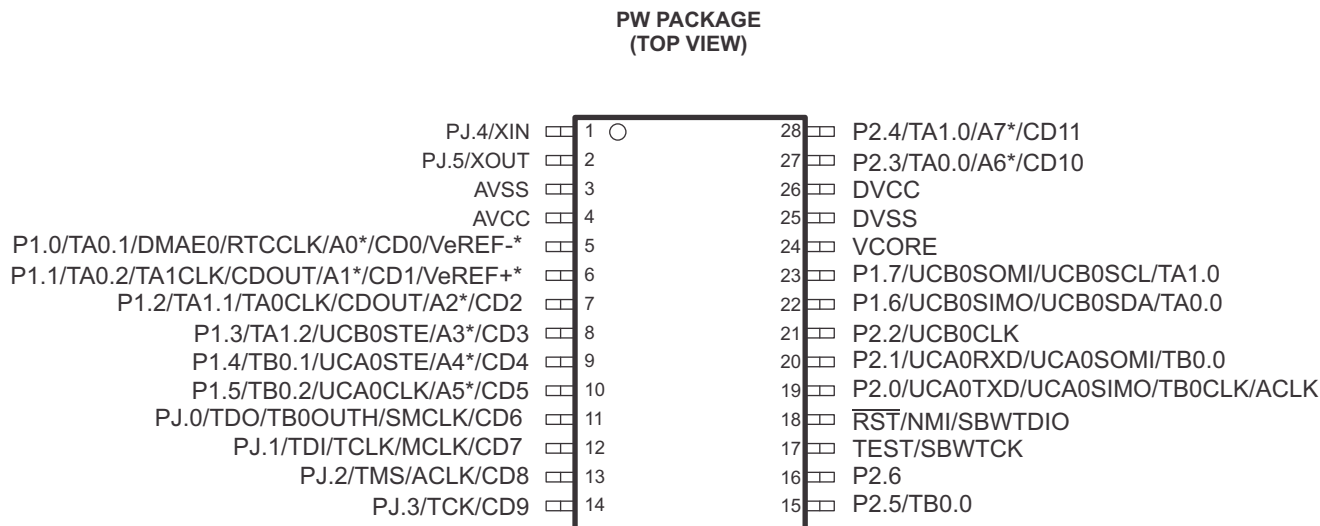 PW PACKAGE
(TOP VIEW)
PJ.4/XIN 1 28 P2.4/TA1.0/A7*/CD11
PJ.5/XOUT 2 27 P2.3/TA0.0/A6*/CD10
AVSS 3 26 DVCC
AVCC 4 25 DVSS
P1.0/TA0.1/DMAE0/RTCCLK/A0*/CD0/VeREF-* 5 24 VCORE
P1.1/TA0.2/TA1CLK/CDOUT/A1*/CD1/VeREF+* 6 23 P1.7/UCB0SOMI/UCB0SCL/TA1.0
P1.2/TA1.1/TA0CLK/CDOUT/A2*/CD2 7 22 P1.6/UCB0SIMO/UCB0SDA/TA0.0
P1.3/TA1.2/UCB0STE/A3*/CD3 8 21 P2.2/UCB0CLK
P1.4/TB0.1/UCA0STE/A4*/CD4 9 20 P2.1/UCA0RXD/UCA0SOMI/TB0.0
P1.5/TB0.2/UCA0CLK/A5*/CD5 10 19 P2.0/UCA0TXD/UCA0SIMO/TB0CLK/ACLK
PJ.0/TDO/TB0OUTH/SMCLK/CD6 11 18 R̅S̅T̅/NMI/SBWTDIO
PJ.1/TDI/TCLK/MCLK/CD7 12 17 TEST/SBWTCK
PJ.2/TMS/ACLK/CD8 13 16 P2.6
PJ.3/TCK/CD9 14 15 P2.5/TB0.0